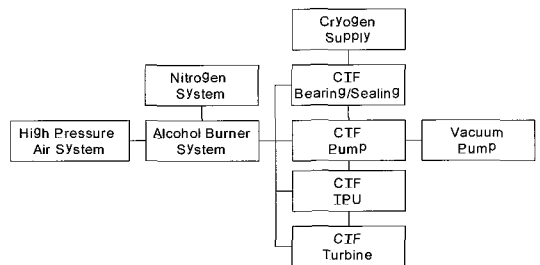 Cryogen
Supply
Nitrogen
System
CTF
Bearing/Sealing
High Pressure
Air System
Alcohol Burner
System
CTF
Pump
Vacuum
Pump
CTF
TPU
CTF
Turbine